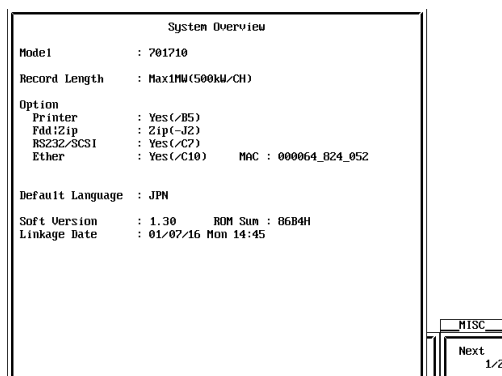 System Overview
Model : 701710
Record Length : Max1MW(500kW/CH)
Option
Printer : Yes(/B5)
Fdd|Zip : Zip(-J2)
RS232/SCSI : Yes(/C7)
Ether : Yes(/C10) MAC : 000064_824_052
Default Language : JPN
Soft Version : 1.30 ROM Sum : 86B4H
Linkage Date : 01/07/16 Mon 14:45
MISC
Next
1/2